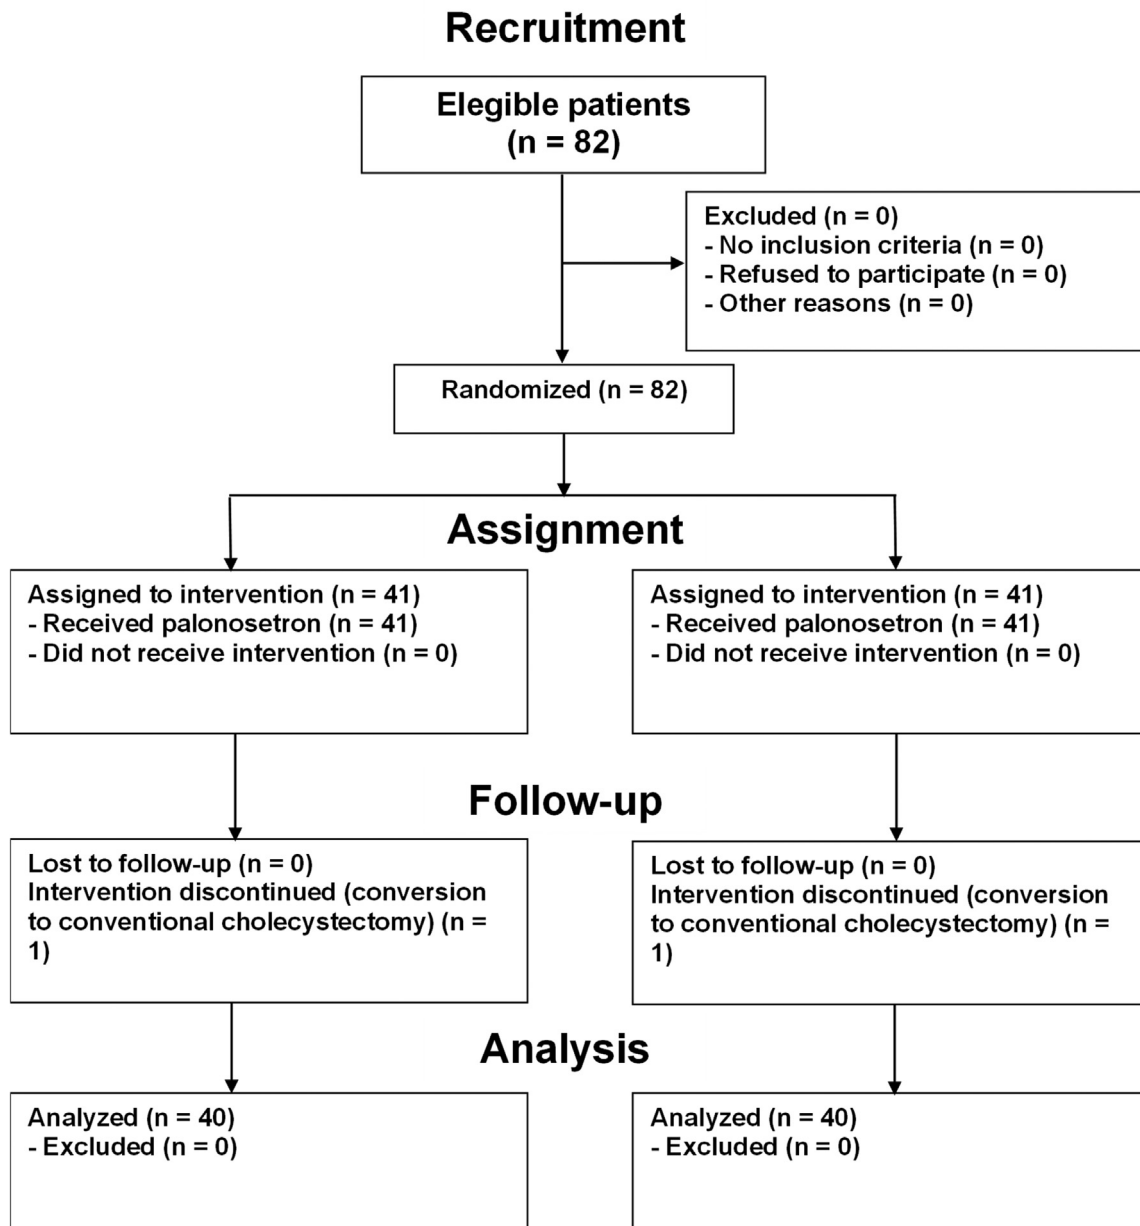 Recruitment
Elegible patients
(n = 82)
Excluded (n = 0)
- No inclusion criteria (n = 0)
- Refused to participate (n = 0)
- Other reasons (n = 0)
Randomized (n = 82)
Assignment
Assigned to intervention (n = 41)
- Received palonosetron (n = 41)
- Did not receive intervention (n = 0)
Assigned to intervention (n = 41)
- Received palonosetron (n = 41)
- Did not receive intervention (n = 0)
Follow-up
Lost to follow-up (n = 0)
Intervention discontinued (conversion
to conventional cholecystectomy) (n =
1)
Lost to follow-up (n = 0)
Intervention discontinued (conversion
to conventional cholecystectomy) (n =
1)
Analysis
Analyzed (n = 40)
- Excluded (n = 0)
Analyzed (n = 40)
- Excluded (n = 0)